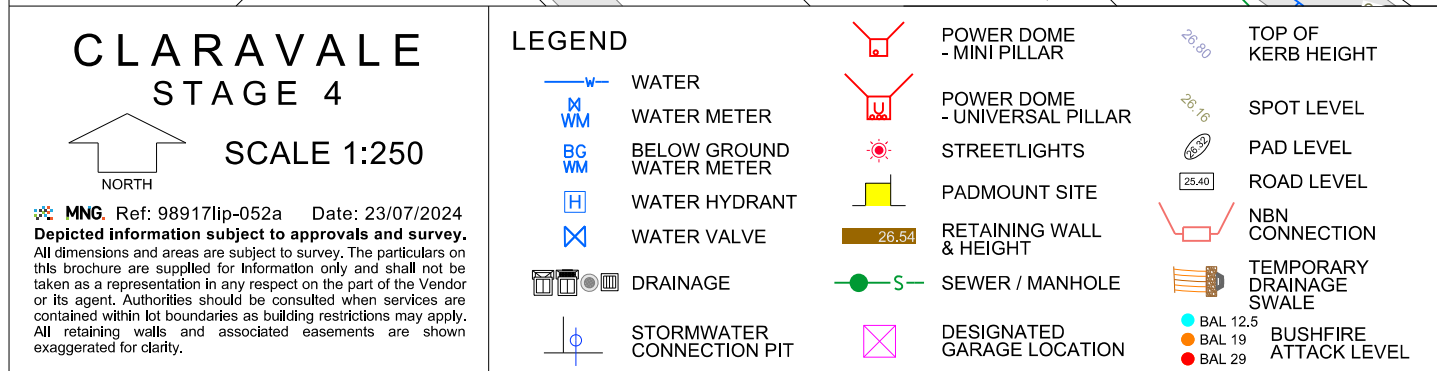 CLARAVALE
STAGE 4
NORTH
SCALE 1:250
MNG. Ref: 98917lip-052a Date: 23/07/2024
Depicted information subject to approvals and survey.
All dimensions and areas are subject to survey. The particulars on
this brochure are supplied for Information only and shall not be
taken as a representation in any respect on the part of the Vendor
or its agent. Authorities should be consulted when services are
contained within lot boundaries as building restrictions may apply.
All retaining walls and associated easements are shown
exaggerated for clarity.
LEGEND
W WATER
WM WATER METER
BG
WM
BELOW GROUND
WATER METER
H WATER HYDRANT
WATER VALVE
DRAINAGE
STORMWATER
CONNECTION PIT
POWER DOME
- MINI PILLAR
U
POWER DOME
- UNIVERSAL PILLAR
STREETLIGHTS
PADMOUNT SITE
26.54
RETAINING WALL
& HEIGHT
S SEWER / MANHOLE
DESIGNATED
GARAGE LOCATION
26.80
TOP OF
KERB HEIGHT
26.16 SPOT LEVEL
26.32 PAD LEVEL
25.40 ROAD LEVEL
NBN
CONNECTION
TEMPORARY
DRAINAGE
SWALE
BAL 12.5
BAL 19
BAL 29
BUSHFIRE
ATTACK LEVEL